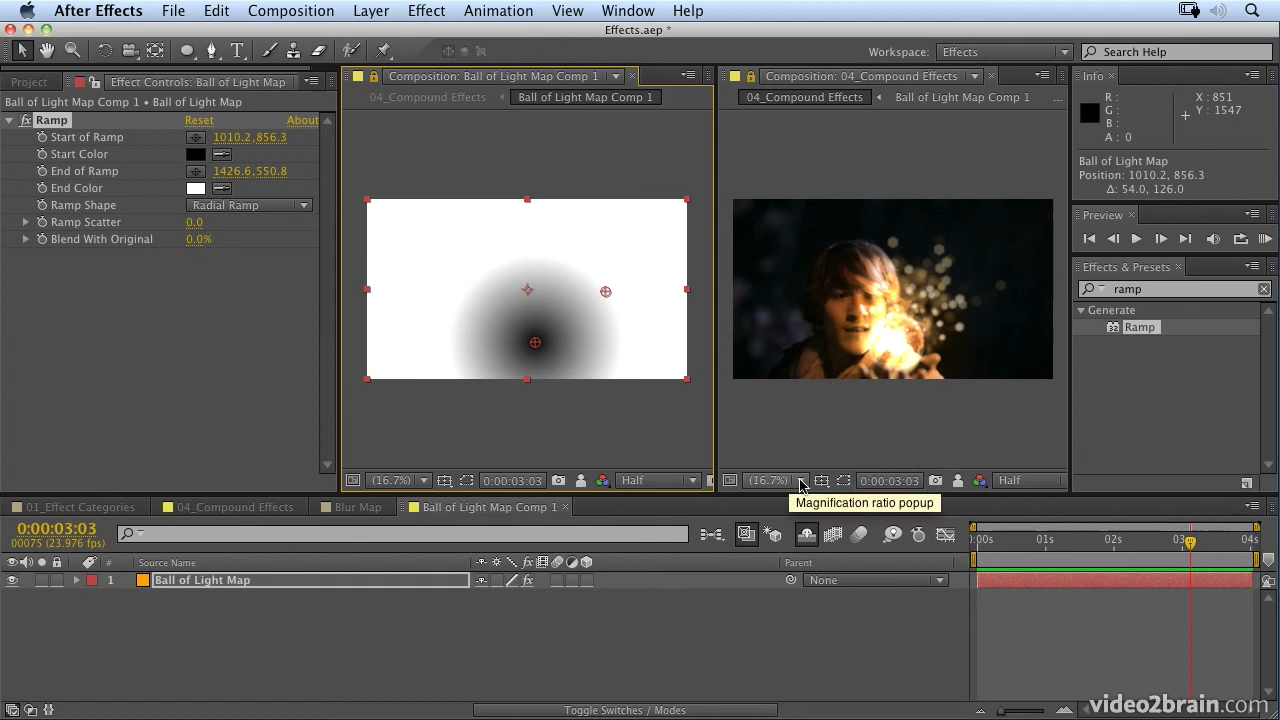 After Effects File Edit Composition Layer Effect Animation View Window Help
Effects.aep *
Workspace: Effects Search Help
Project Effect Controls: Ball of Light Map
Ball of Light Map Comp 1 • Ball of Light Map
fx Ramp Reset About
Start of Ramp 1010.2,856.3
Start Color
End of Ramp 1426.6,550.8
End Color
Ramp Shape Radial Ramp
Ramp Scatter 0.0
Blend With Original 0.0%
Composition: Ball of Light Map Comp 1
04_Compound Effects Ball of Light Map Comp 1
(16.7%) 0:00:03:03 Half
Composition: 04_Compound Effects
04_Compound Effects Ball of Light Map Comp 1 ...
(16.7%) 0:00:03:03 Half
Magnification ratio popup
Info
R : X : 851
G : Y : 1547
B :
A : 0
Ball of Light Map
Position: 1010.2, 856.3
Δ: 54.0, 126.0
Preview
Effects & Presets
ramp
Generate
Ramp
01_Effect Categories 04_Compound Effects Blur Map Ball of Light Map Comp 1
0:00:03:03
00075 (23.976 fps)
:00s 01s 02s 03s 04s
# Source Name fx Parent
1 Ball of Light Map fx None
Toggle Switches / Modes
video2brain.com